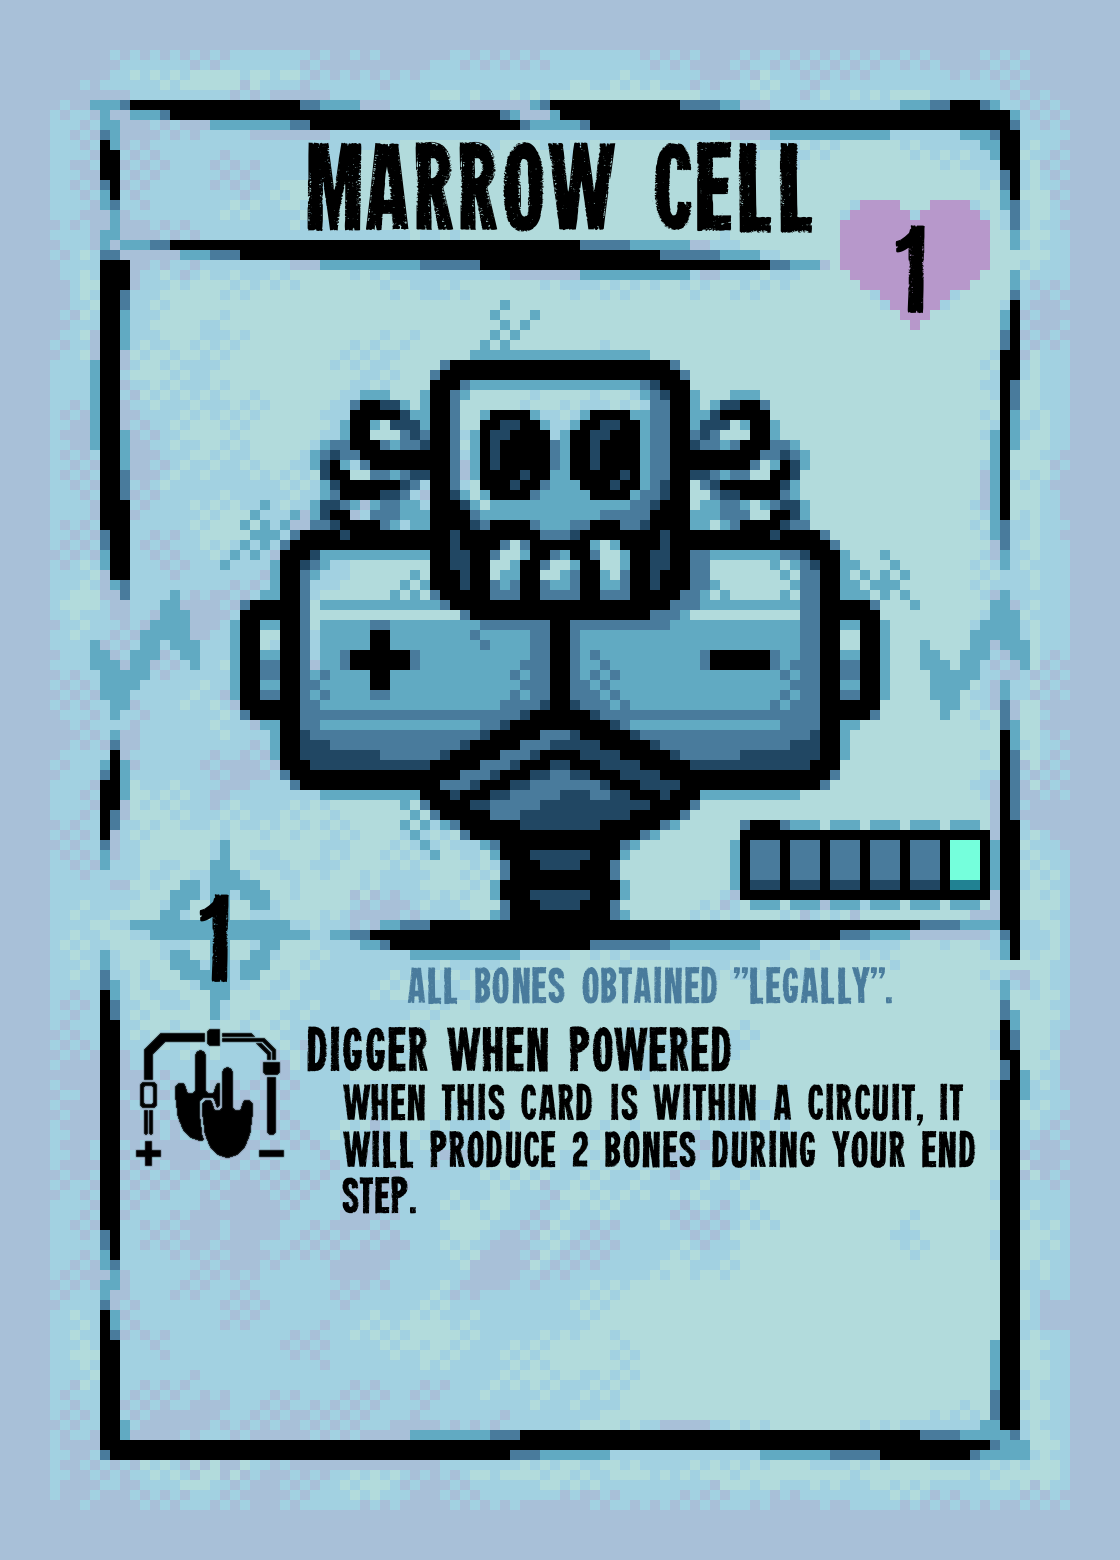 MARROW CELL
1
+ −
1
ALL BONES OBTAINED "LEGALLY".
DIGGER WHEN POWERED
WHEN THIS CARD IS WITHIN A CIRCUIT, IT
WILL PRODUCE 2 BONES DURING YOUR END
STEP.
+ −